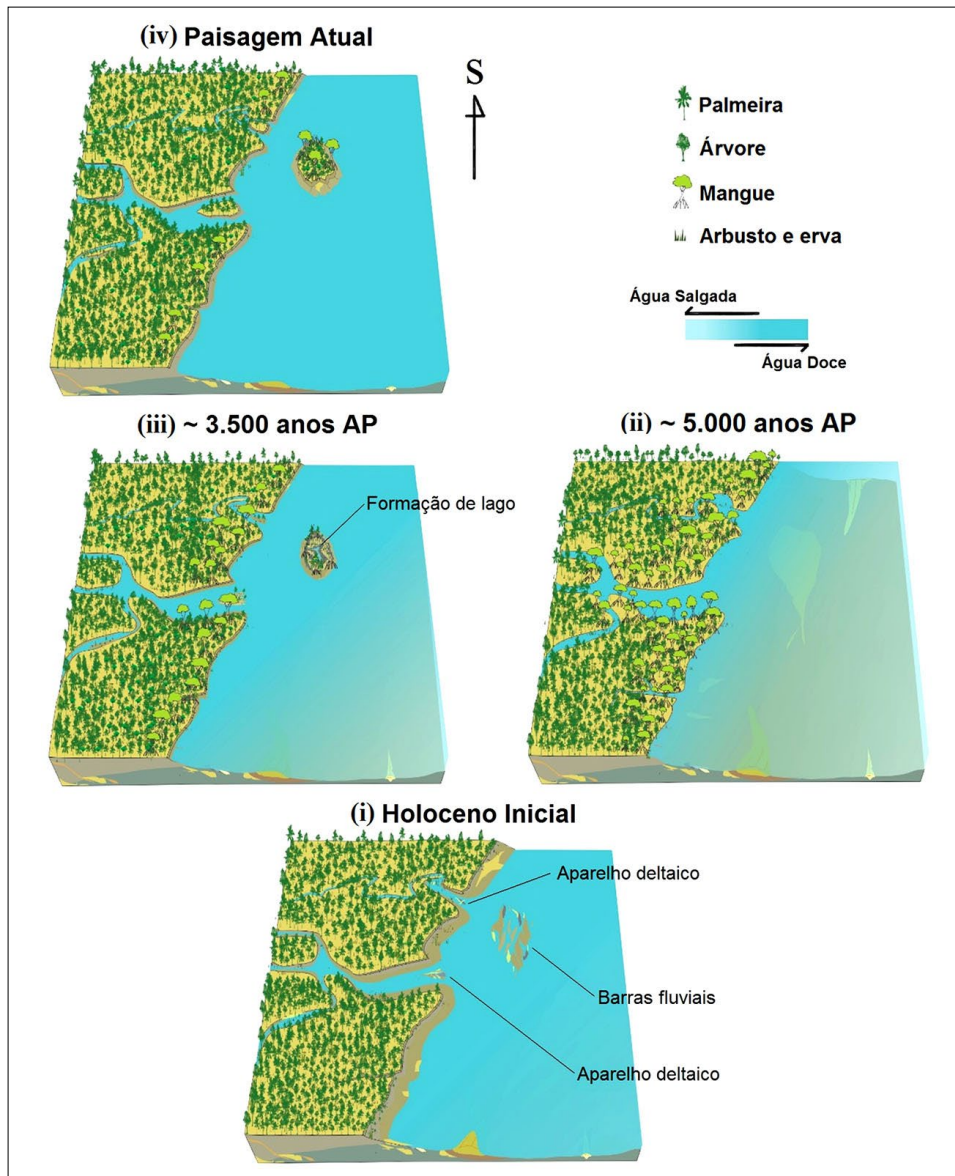 (iv) Paisagem Atual
S
Palmeira
Árvore
Mangue
Arbusto e erva
Água Salgada
Água Doce
(iii) ~ 3.500 anos AP
Formação de lago
(ii) ~ 5.000 anos AP
(i) Holoceno Inicial
Aparelho deltaico
Barras fluviais
Aparelho deltaico